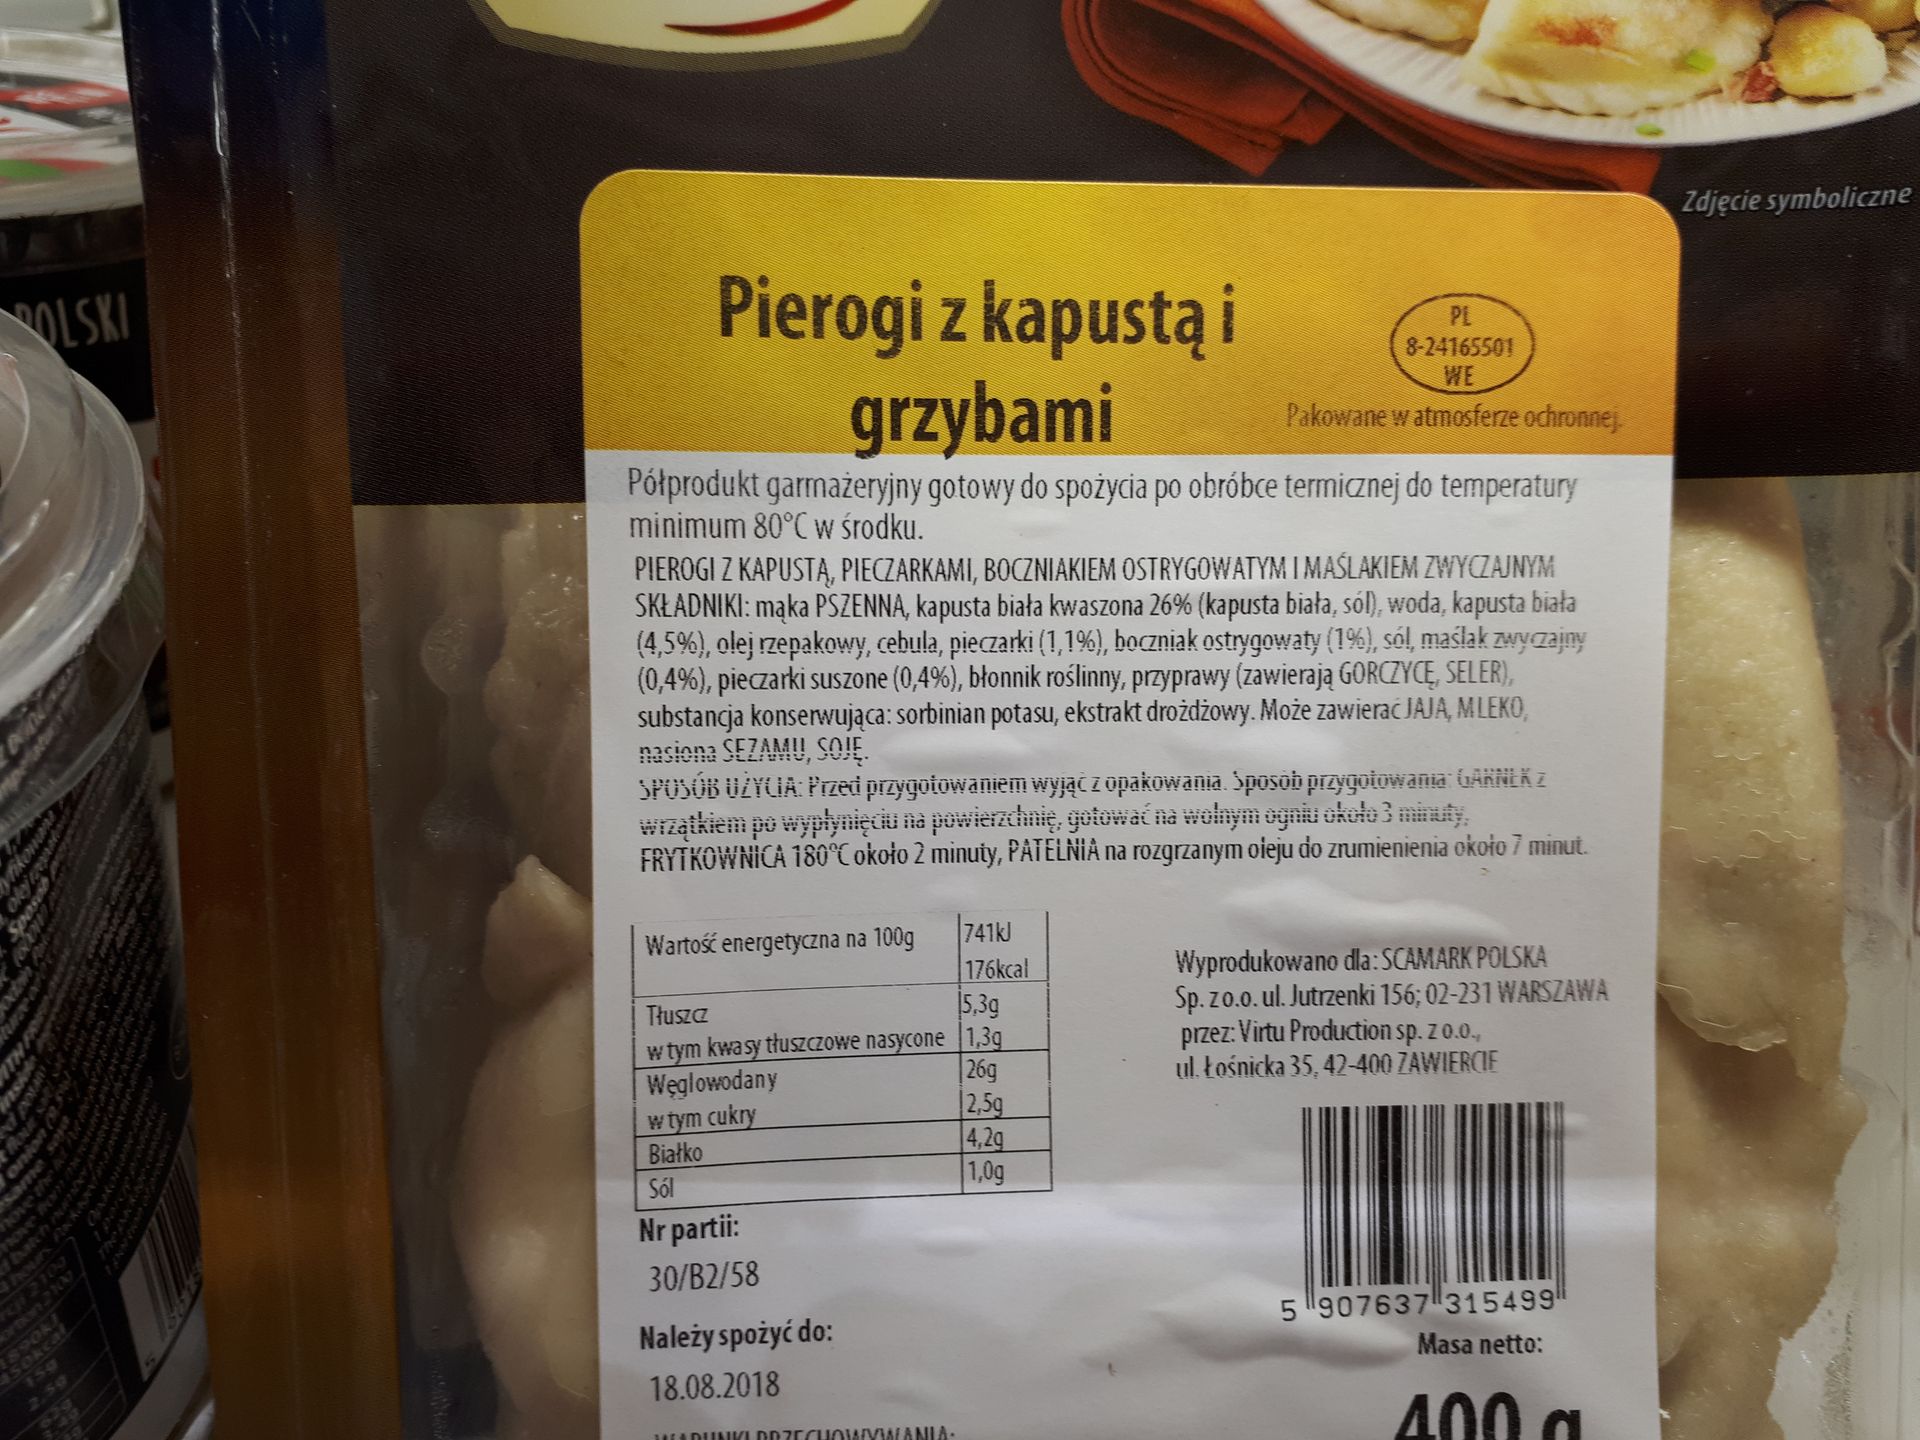 Zdjęcie symboliczne
POLSKI
Pierogi z kapustą i
grzybami
PL
8-24165501
WE
Pakowane w atmosferze ochronnej.
Półprodukt garmażeryjny gotowy do spożycia po obróbce termicznej do temperatury
minimum 80°C w środku.
PIEROGI Z KAPUSTĄ, PIECZARKAMI, BOCZNIAKIEM OSTRYGOWATYM I MAŚLAKIEM ZWYCZAJNYM
SKŁADNIKI: mąka PSZENNA, kapusta biała kwaszona 26% (kapusta biała, sól), woda, kapusta biała
(4,5%), olej rzepakowy, cebula, pieczarki (1,1%), boczniak ostrygowaty (1%), sól, maślak zwyczajny
(0,4%), pieczarki suszone (0,4%), błonnik roślinny, przyprawy (zawierają GORCZYCĘ, SELER),
substancja konserwująca: sorbinian potasu, ekstrakt drożdżowy. Może zawierać JAJA, MLEKO,
nasiona SEZAMU, SOJĘ.
SPOSÓB UŻYCIA: Przed przygotowaniem wyjąć z opakowania. Sposób przygotowania: GARNEK z
wrzątkiem po wypłynięciu na powierzchnię, gotować na wolnym ogniu około 3 minuty,
FRYTKOWNICA 180°C około 2 minuty, PATELNIA na rozgrzanym oleju do zrumienienia około 7 minut.
Wartość energetyczna na 100g 741kJ
176kcal
Tłuszcz 5,3g
w tym kwasy tłuszczowe nasycone 1,3g
Węglowodany 26g
w tym cukry 2,5g
Białko 4,2g
Sól 1,0g
Wyprodukowano dla: SCAMARK POLSKA
Sp. z o.o. ul. Jutrzenki 156; 02-231 WARSZAWA
przez: Virtu Production sp. z o.o.,
ul. Łośnicka 35, 42-400 ZAWIERCIE
Nr partii:
30/B2/58
Należy spożyć do:
18.08.2018
5 907637 315499
Masa netto:
400 g
WARUNKI PRZECHOWYWANIA: